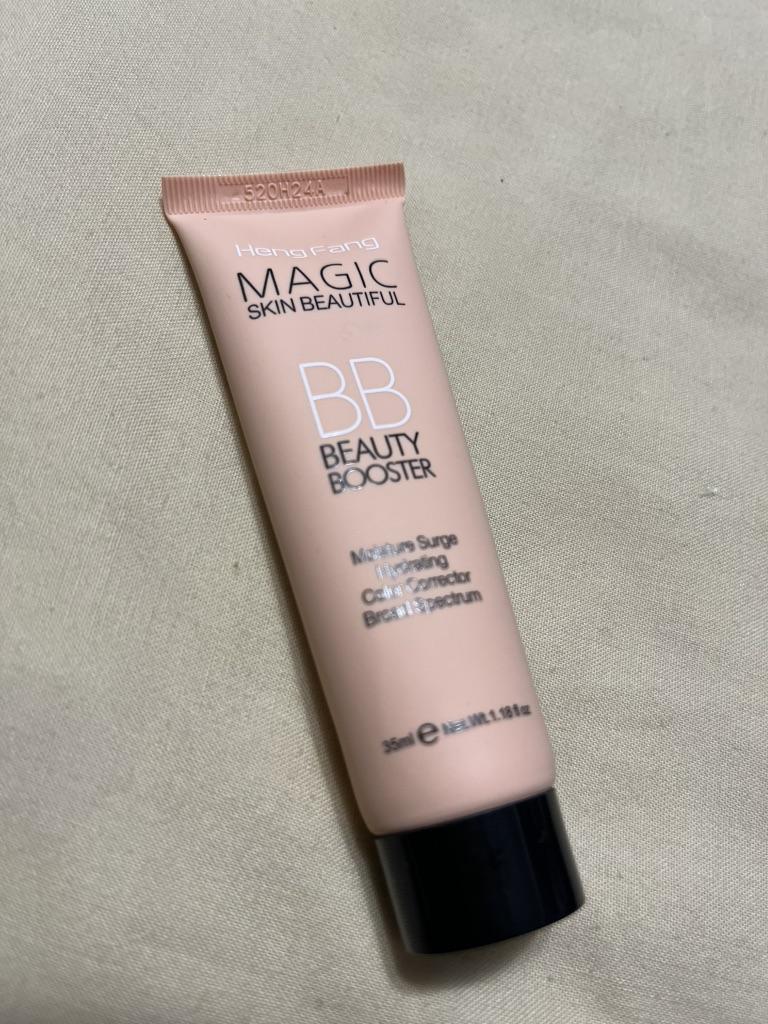 520H24A
Heng Fang
MAGIC
SKIN BEAUTIFUL
BB
BEAUTY
BOOSTER
Moisture Surge
Hydrating
Color Corrector
Broad Spectrum
35ml e Net.Wt.1.18 fl oz